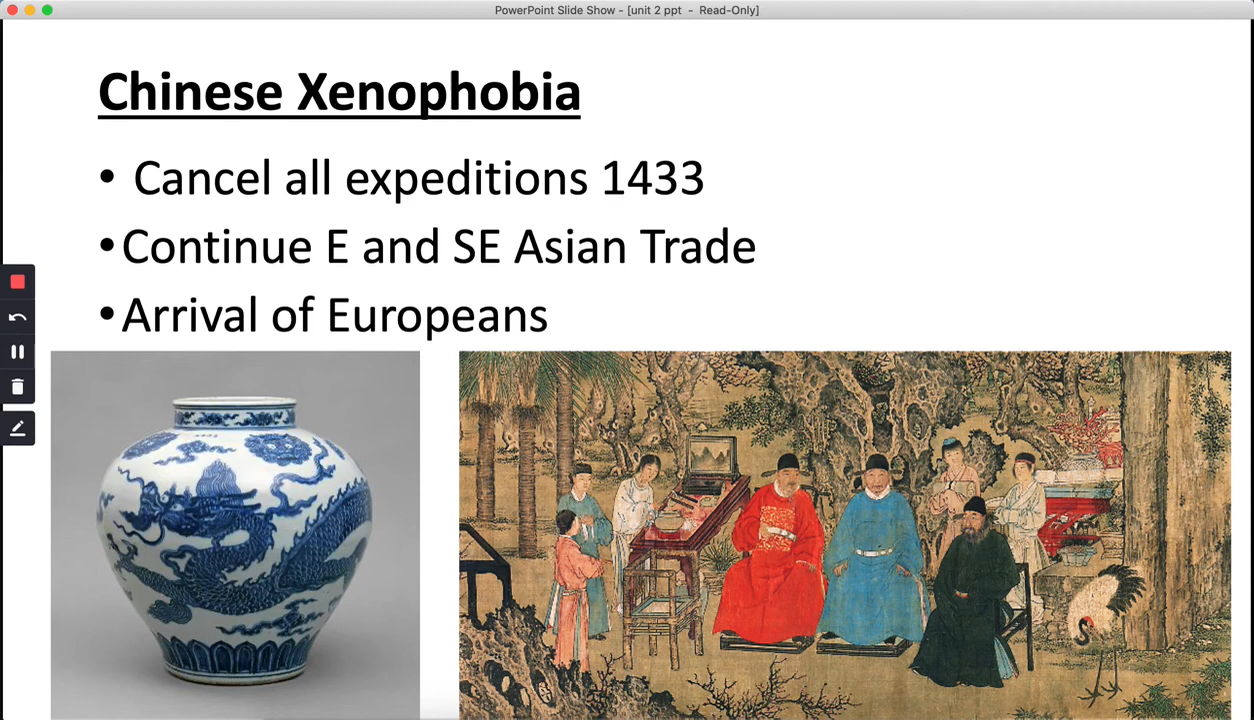 PowerPoint Slide Show - [unit 2 ppt - Read-Only]
Chinese Xenophobia
• Cancel all expeditions 1433
• Continue E and SE Asian Trade
• Arrival of Europeans